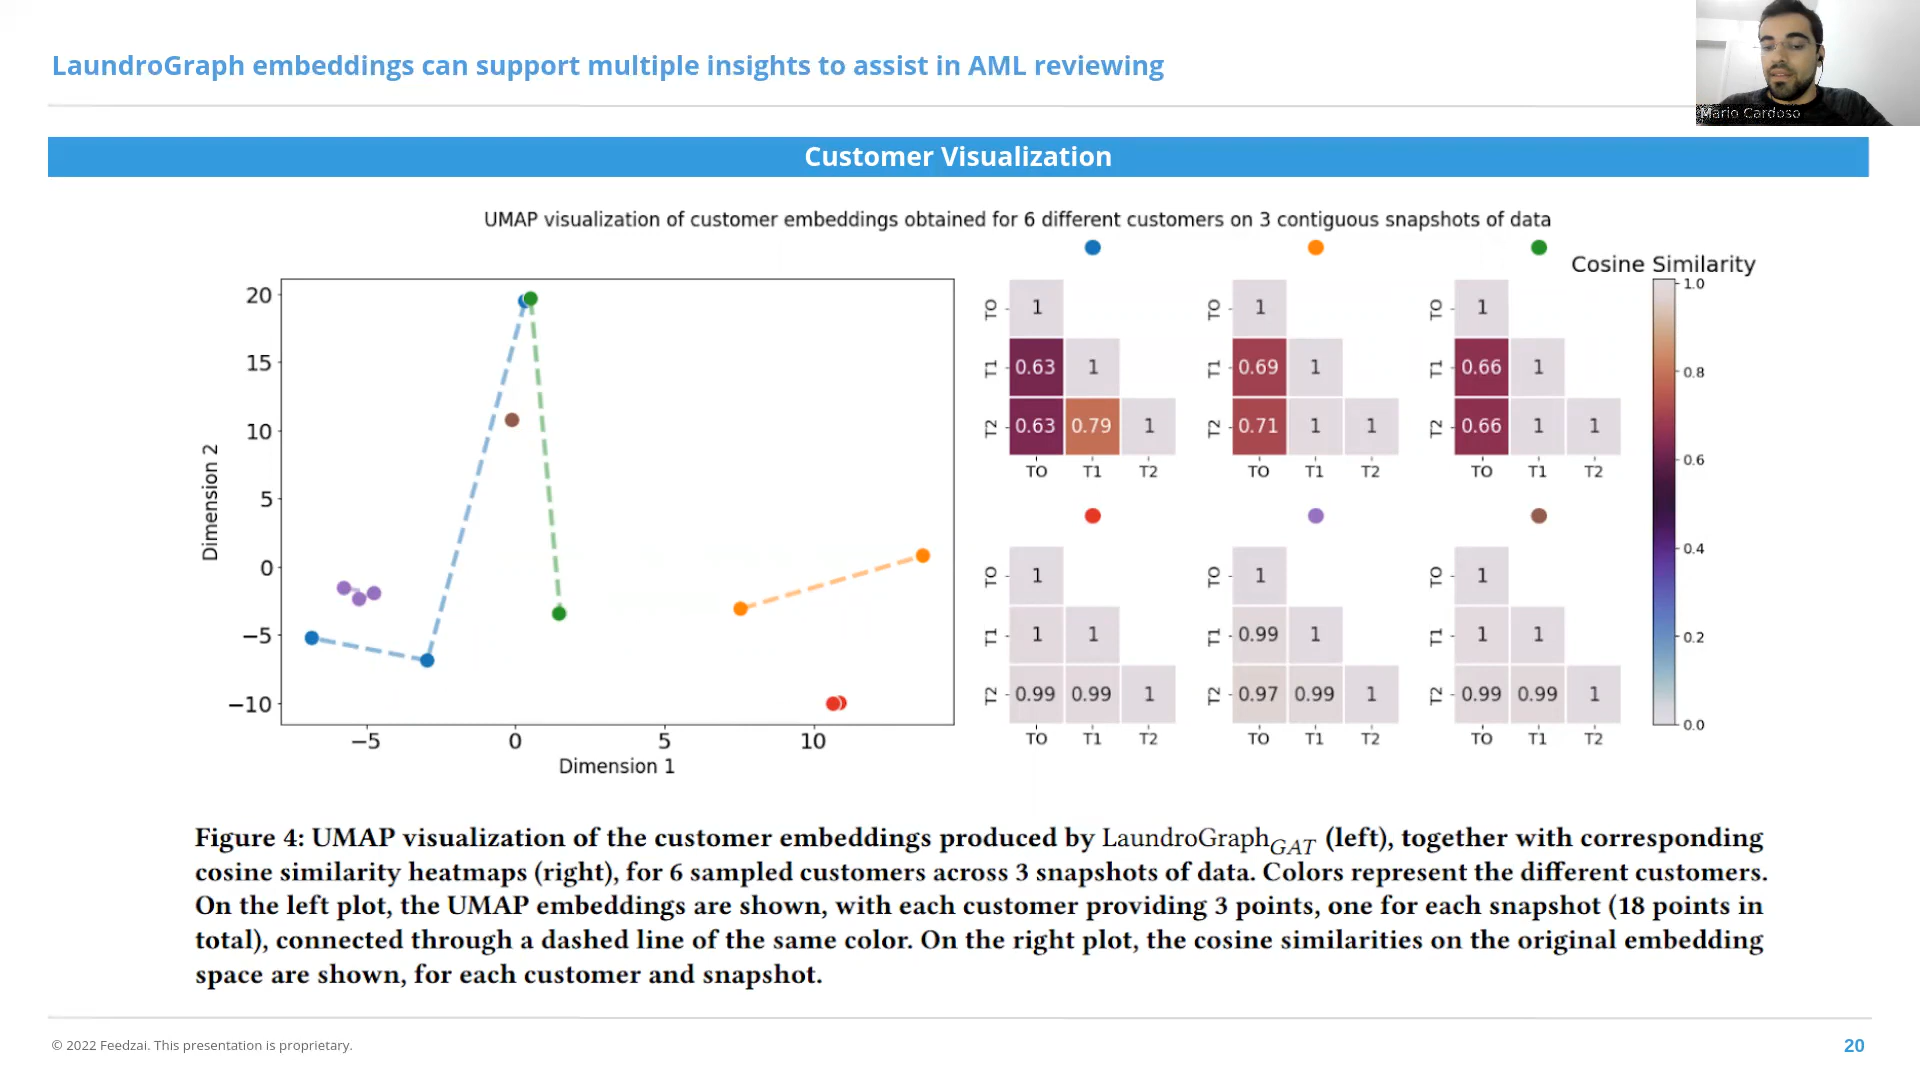 LaundroGraph embeddings can support multiple insights to assist in AML reviewing
Mario Cardoso
Customer Visualization
UMAP visualization of customer embeddings obtained for 6 different customers on 3 contiguous snapshots of data
20
15
10
5
0
−5
−10
Dimension 2
−5 0 5 10
Dimension 1
T0 1
T1 0.63 1
T2 0.63 0.79 1
T0 T1 T2
T0 1
T1 0.69 1
T2 0.71 1 1
T0 T1 T2
T0 1
T1 0.66 1
T2 0.66 1 1
T0 T1 T2
T0 1
T1 1 1
T2 0.99 0.99 1
T0 T1 T2
T0 1
T1 0.99 1
T2 0.97 0.99 1
T0 T1 T2
T0 1
T1 1 1
T2 0.99 0.99 1
T0 T1 T2
Cosine Similarity
1.0
0.8
0.6
0.4
0.2
0.0
Figure 4: UMAP visualization of the customer embeddings produced by LaundroGraphGAT (left), together with corresponding
cosine similarity heatmaps (right), for 6 sampled customers across 3 snapshots of data. Colors represent the different customers.
On the left plot, the UMAP embeddings are shown, with each customer providing 3 points, one for each snapshot (18 points in
total), connected through a dashed line of the same color. On the right plot, the cosine similarities on the original embedding
space are shown, for each customer and snapshot.
© 2022 Feedzai. This presentation is proprietary.
20